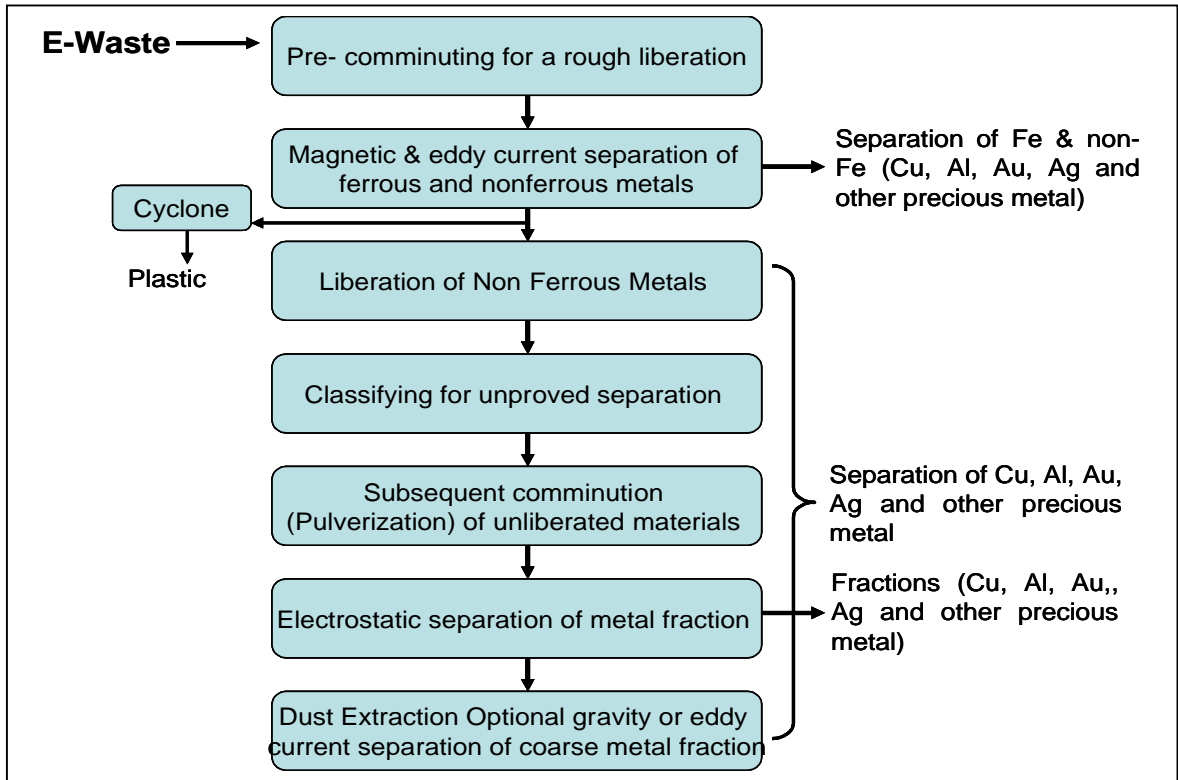 E-Waste
Pre- comminuting for a rough liberation
Magnetic & eddy current separation of
ferrous and nonferrous metals
Separation of Fe & non-
Fe (Cu, Al, Au, Ag and
other precious metal)
Cyclone
Plastic
Liberation of Non Ferrous Metals
Classifying for unproved separation
Subsequent comminution
(Pulverization) of unliberated materials
Separation of Cu, Al, Au,
Ag and other precious
metal
Electrostatic separation of metal fraction
Fractions (Cu, Al, Au,,
Ag and other precious
metal)
Dust Extraction Optional gravity or eddy
current separation of coarse metal fraction